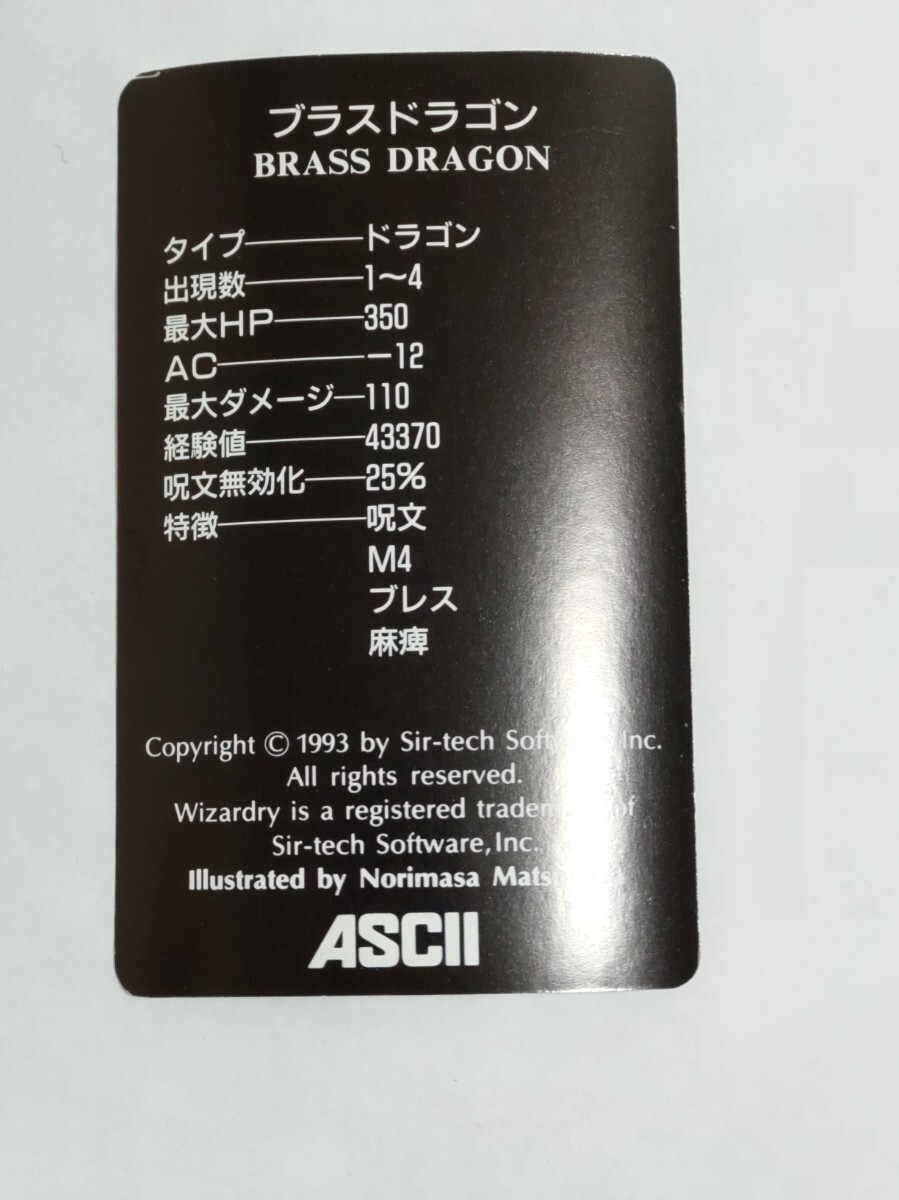 ブラスドラゴン
BRASS DRAGON
タイプ――ドラゴン
出現数――1〜4
最大HP――350
AC――−12
最大ダメージ―110
経験値――43370
呪文無効化――25%
特徴――呪文
M4
ブレス
麻痺
Copyright © 1993 by Sir-tech Inc.
All rights reserved.
Wizardry is a registered of
Sir-tech Software, Inc.
Illustrated by Norimasa
ASCII